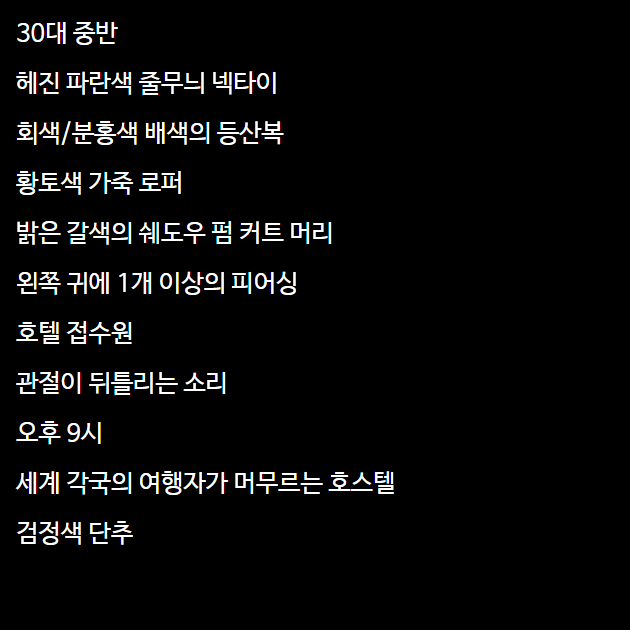 30대 중반
헤진 파란색 줄무늬 넥타이
회색/분홍색 배색의 등산복
황토색 가죽 로퍼
밝은 갈색의 쉐도우 펌 커트 머리
왼쪽 귀에 1개 이상의 피어싱
호텔 접수원
관절이 뒤틀리는 소리
오후 9시
세계 각국의 여행자가 머무르는 호스텔
검정색 단추